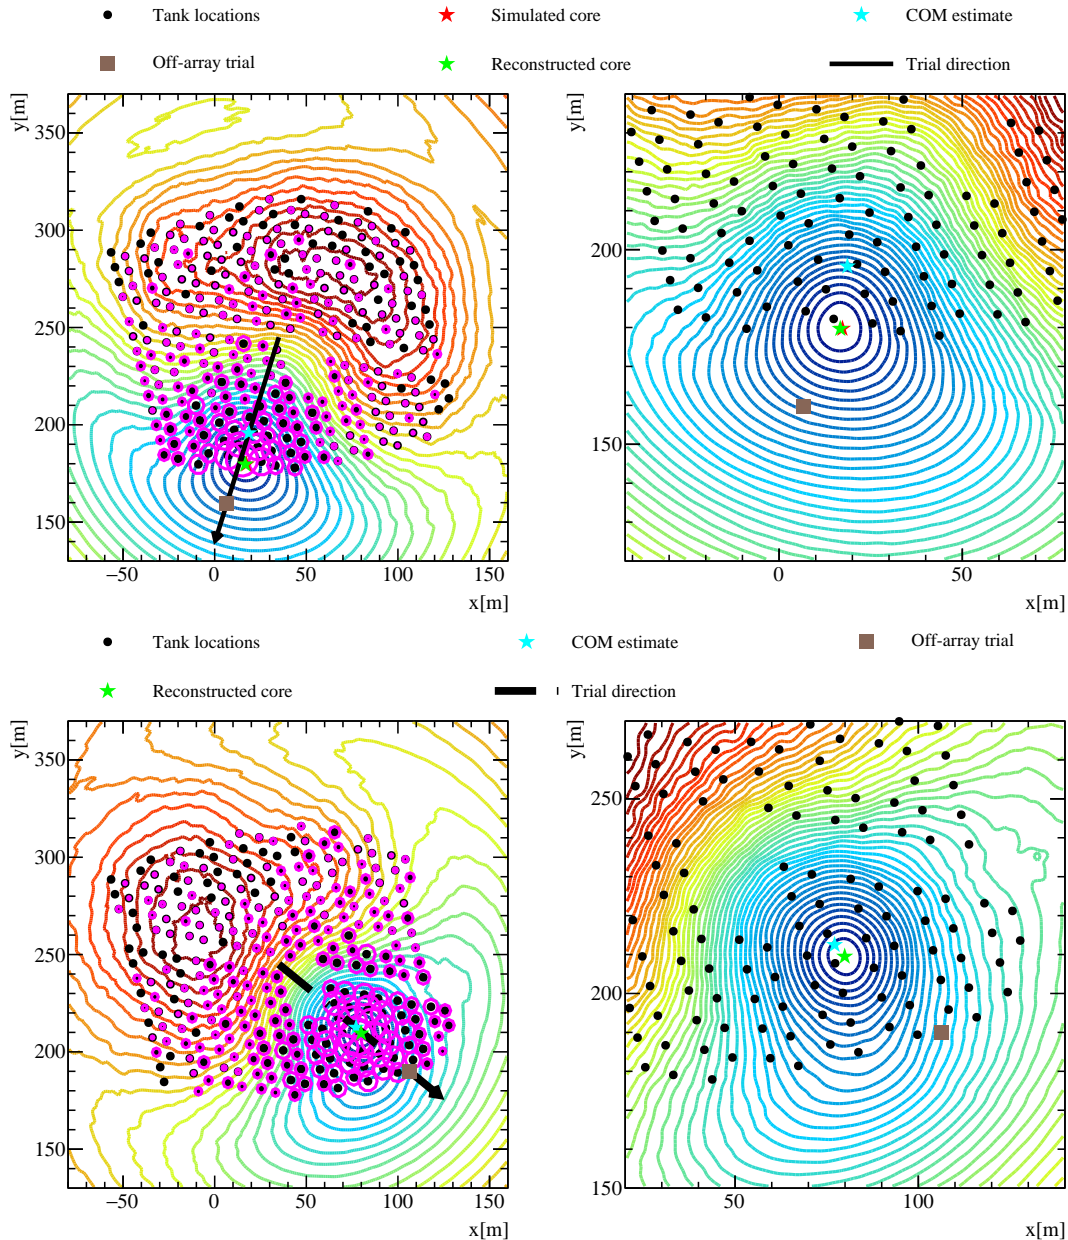 Tank locations
Simulated core
COM estimate
Off-array trial
Reconstructed core
Trial direction
y[m]
350
300
250
200
150
−50 0 50 100 150
x[m]
y[m]
200
150
0 50
x[m]
Tank locations
COM estimate
Off-array trial
Reconstructed core
Trial direction
y[m]
350
300
250
200
150
−50 0 50 100 150
x[m]
y[m]
250
200
150
50 100
x[m]